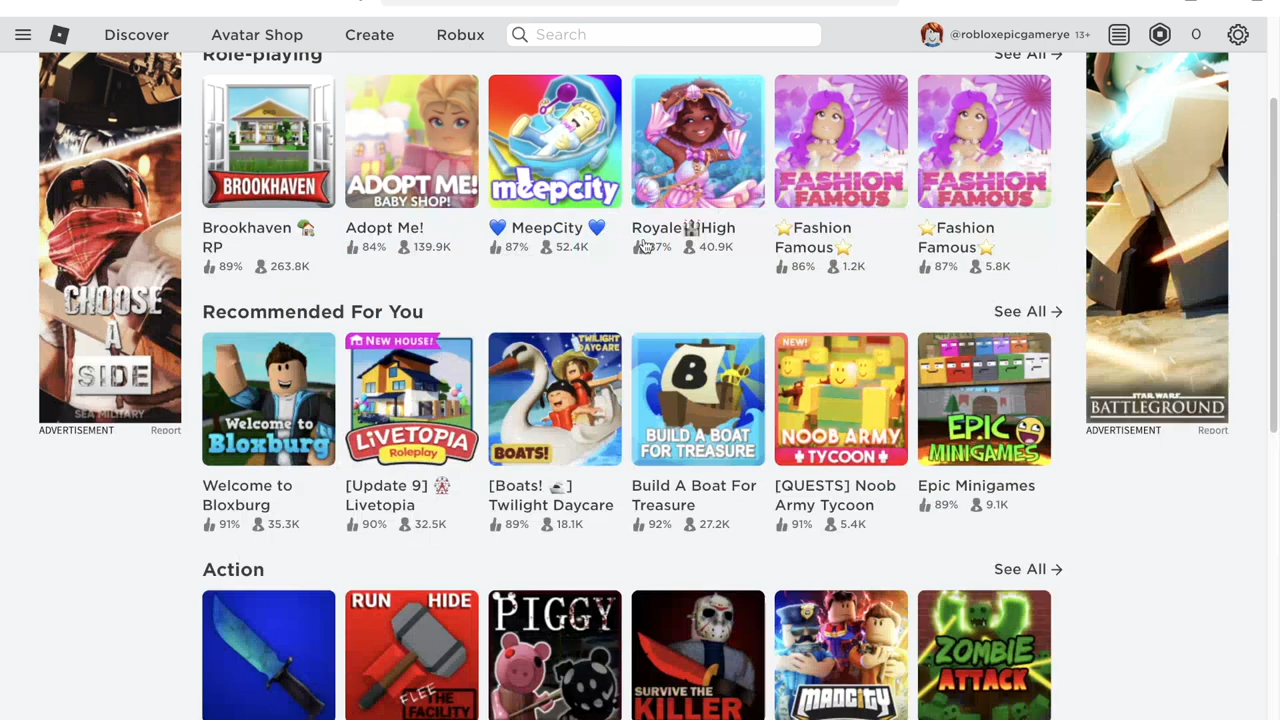 Discover Avatar Shop Create Robux Search @robloxepicgamerye 13+ 0
Role-playing See All →
BROOKHAVEN
ADOPT ME!
BABY SHOP!
meepcity
FASHION
FAMOUS
FASHION
FAMOUS
Brookhaven 🏡
RP
89% 263.8K
Adopt Me!
84% 139.9K
💙 MeepCity 💙
87% 52.4K
Royale🏰High
87% 40.9K
⭐Fashion
Famous⭐
86% 1.2K
⭐Fashion
Famous⭐
87% 5.8K
CHOOSE
A
SIDE
SEA MILITARY
ADVERTISEMENT Report
STAR WARS
BATTLEGROUND
ADVERTISEMENT Report
Recommended For You See All →
Welcome to
Bloxburg
NEW HOUSE!
LIVETOPIA
Roleplay
TWILIGHT
DAYCARE
BOATS!
B
BUILD A BOAT
FOR TREASURE
NEW!
NOOB ARMY
TYCOON
EPIC
MINIGAMES
Welcome to
Bloxburg
91% 35.3K
[Update 9] 🎡
Livetopia
90% 32.5K
[Boats! 🦢]
Twilight Daycare
89% 18.1K
Build A Boat For
Treasure
92% 27.2K
[QUESTS] Noob
Army Tycoon
91% 5.4K
Epic Minigames
89% 9.1K
Action See All →
RUN HIDE
FLEE THE
FACILITY
PIGGY
SURVIVE THE
KILLER
MADCITY
ZOMBIE
ATTACK